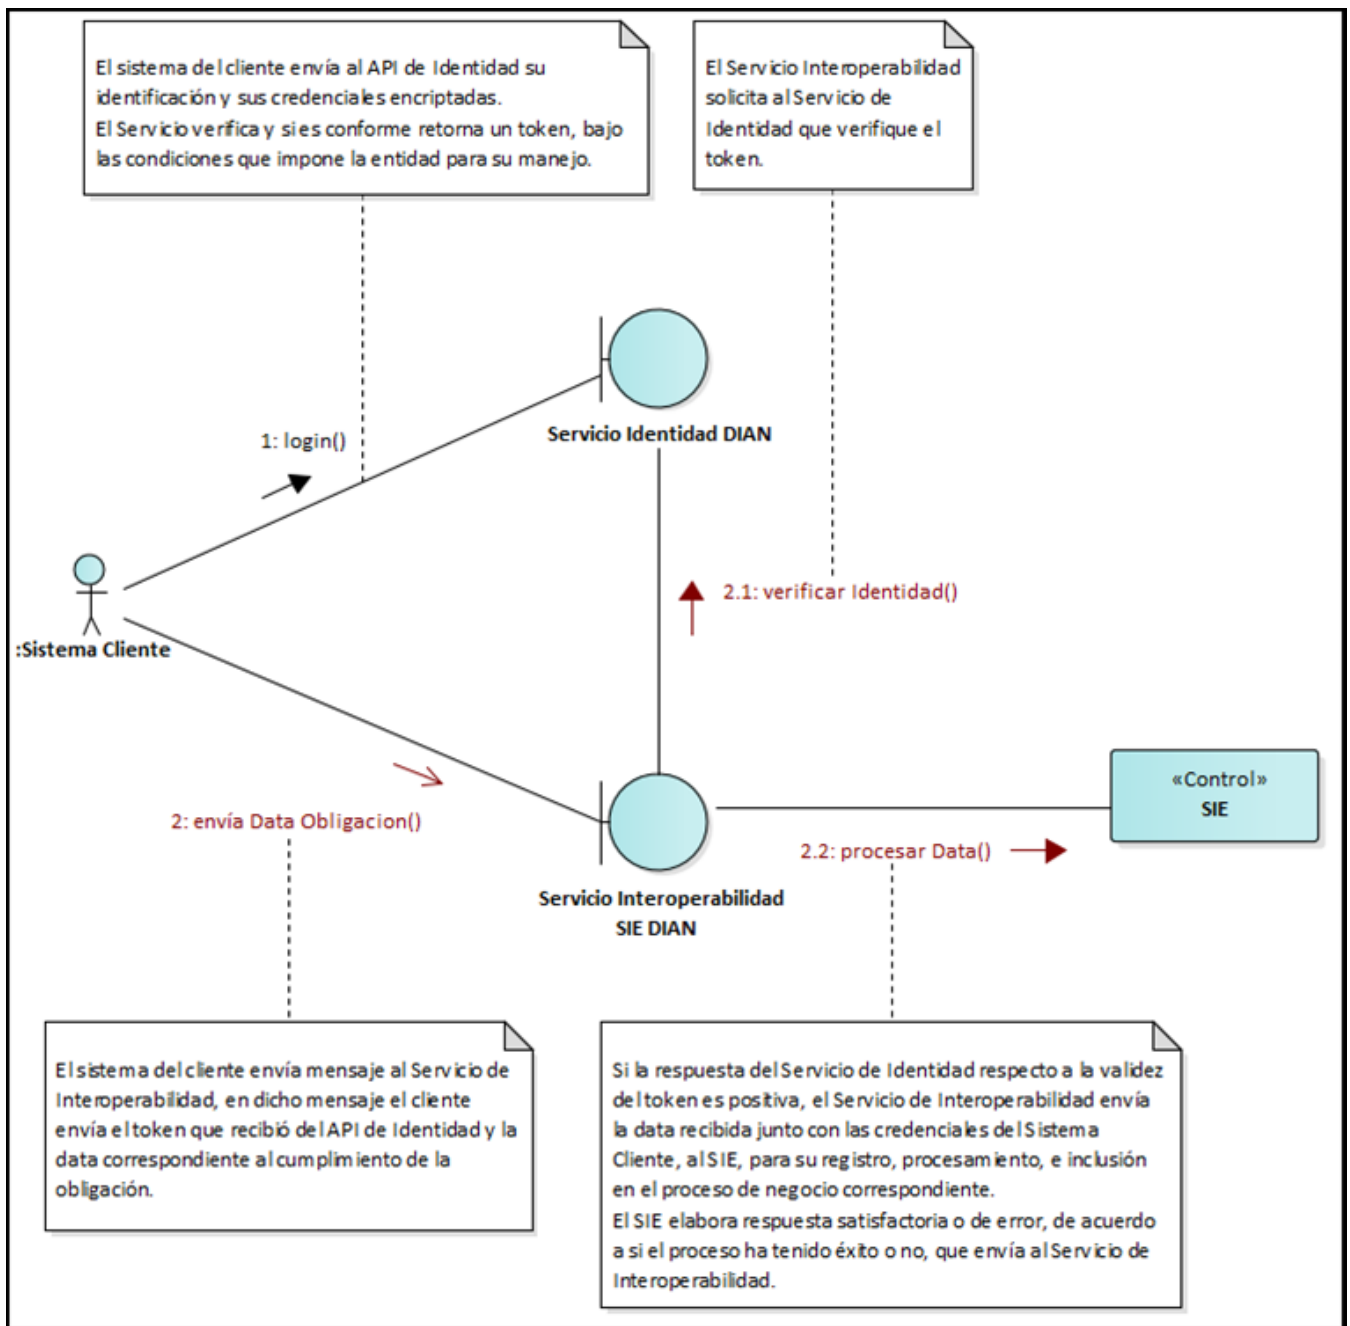 El sistema del cliente envía al API de Identidad su
identificación y sus credenciales encriptadas.
El Servicio verifica y si es conforme retorna un token, bajo
las condiciones que impone la entidad para su manejo.
El Servicio Interoperabilidad
solicita al Servicio de
Identidad que verifique el
token.
1: login()
Servicio Identidad DIAN
2.1: verificar Identidad()
:Sistema Cliente
«Control»
SIE
2: envía Data Obligacion()
2.2: procesar Data()
Servicio Interoperabilidad
SIE DIAN
El sistema del cliente envía mensaje al Servicio de
Interoperabilidad, en dicho mensaje el cliente
envía el token que recibió del API de Identidad y la
data correspondiente al cumplimiento de la
obligación.
Si la respuesta del Servicio de Identidad respecto a la validez
del token es positiva, el Servicio de Interoperabilidad envía
la data recibida junto con las credenciales del Sistema
Cliente, al SIE, para su registro, procesamiento, e inclusión
en el proceso de negocio correspondiente.
El SIE elabora respuesta satisfactoria o de error, de acuerdo
a si el proceso ha tenido éxito o no, que envía al Servicio de
Interoperabilidad.